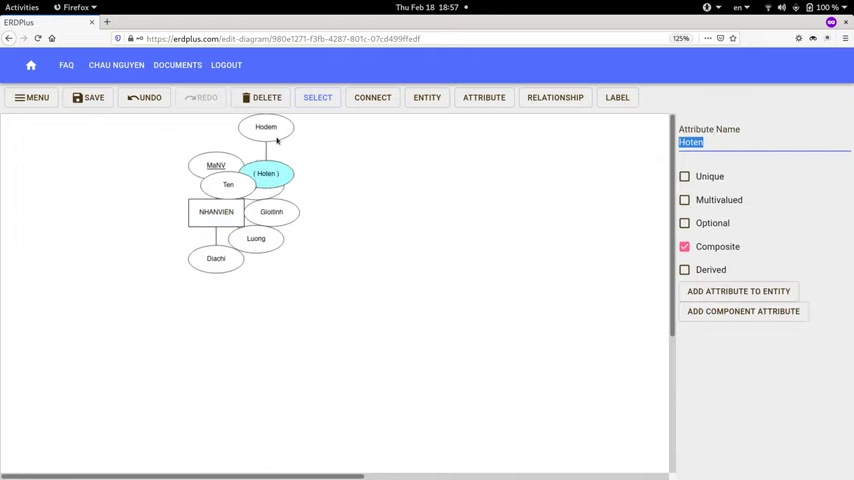 Activities Firefox Thu Feb 18 18:57 en 100 %
ERDPlus × +
https://erdplus.com/edit-diagram/980e1271-f3fb-4287-801c-07cd499ffedf 125%
FAQ CHAU NGUYEN DOCUMENTS LOGOUT
MENU SAVE UNDO REDO DELETE SELECT CONNECT ENTITY ATTRIBUTE RELATIONSHIP LABEL
Hodem
MaNV
( Hoten )
Ten
NHANVIEN
Gioitinh
Luong
Diachi
Attribute Name
Hoten
Unique
Multivalued
Optional
Composite
Derived
ADD ATTRIBUTE TO ENTITY
ADD COMPONENT ATTRIBUTE